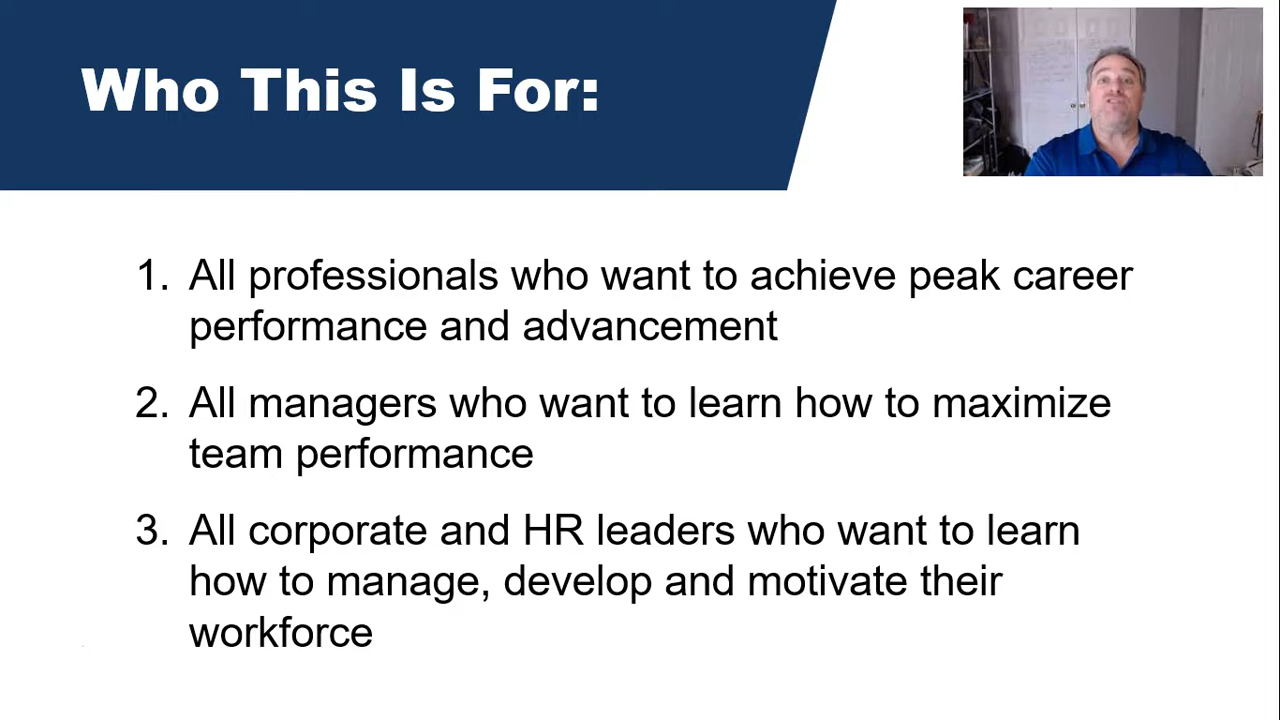 Who This Is For:
1. All professionals who want to achieve peak career
performance and advancement
2. All managers who want to learn how to maximize
team performance
3. All corporate and HR leaders who want to learn
how to manage, develop and motivate their
workforce